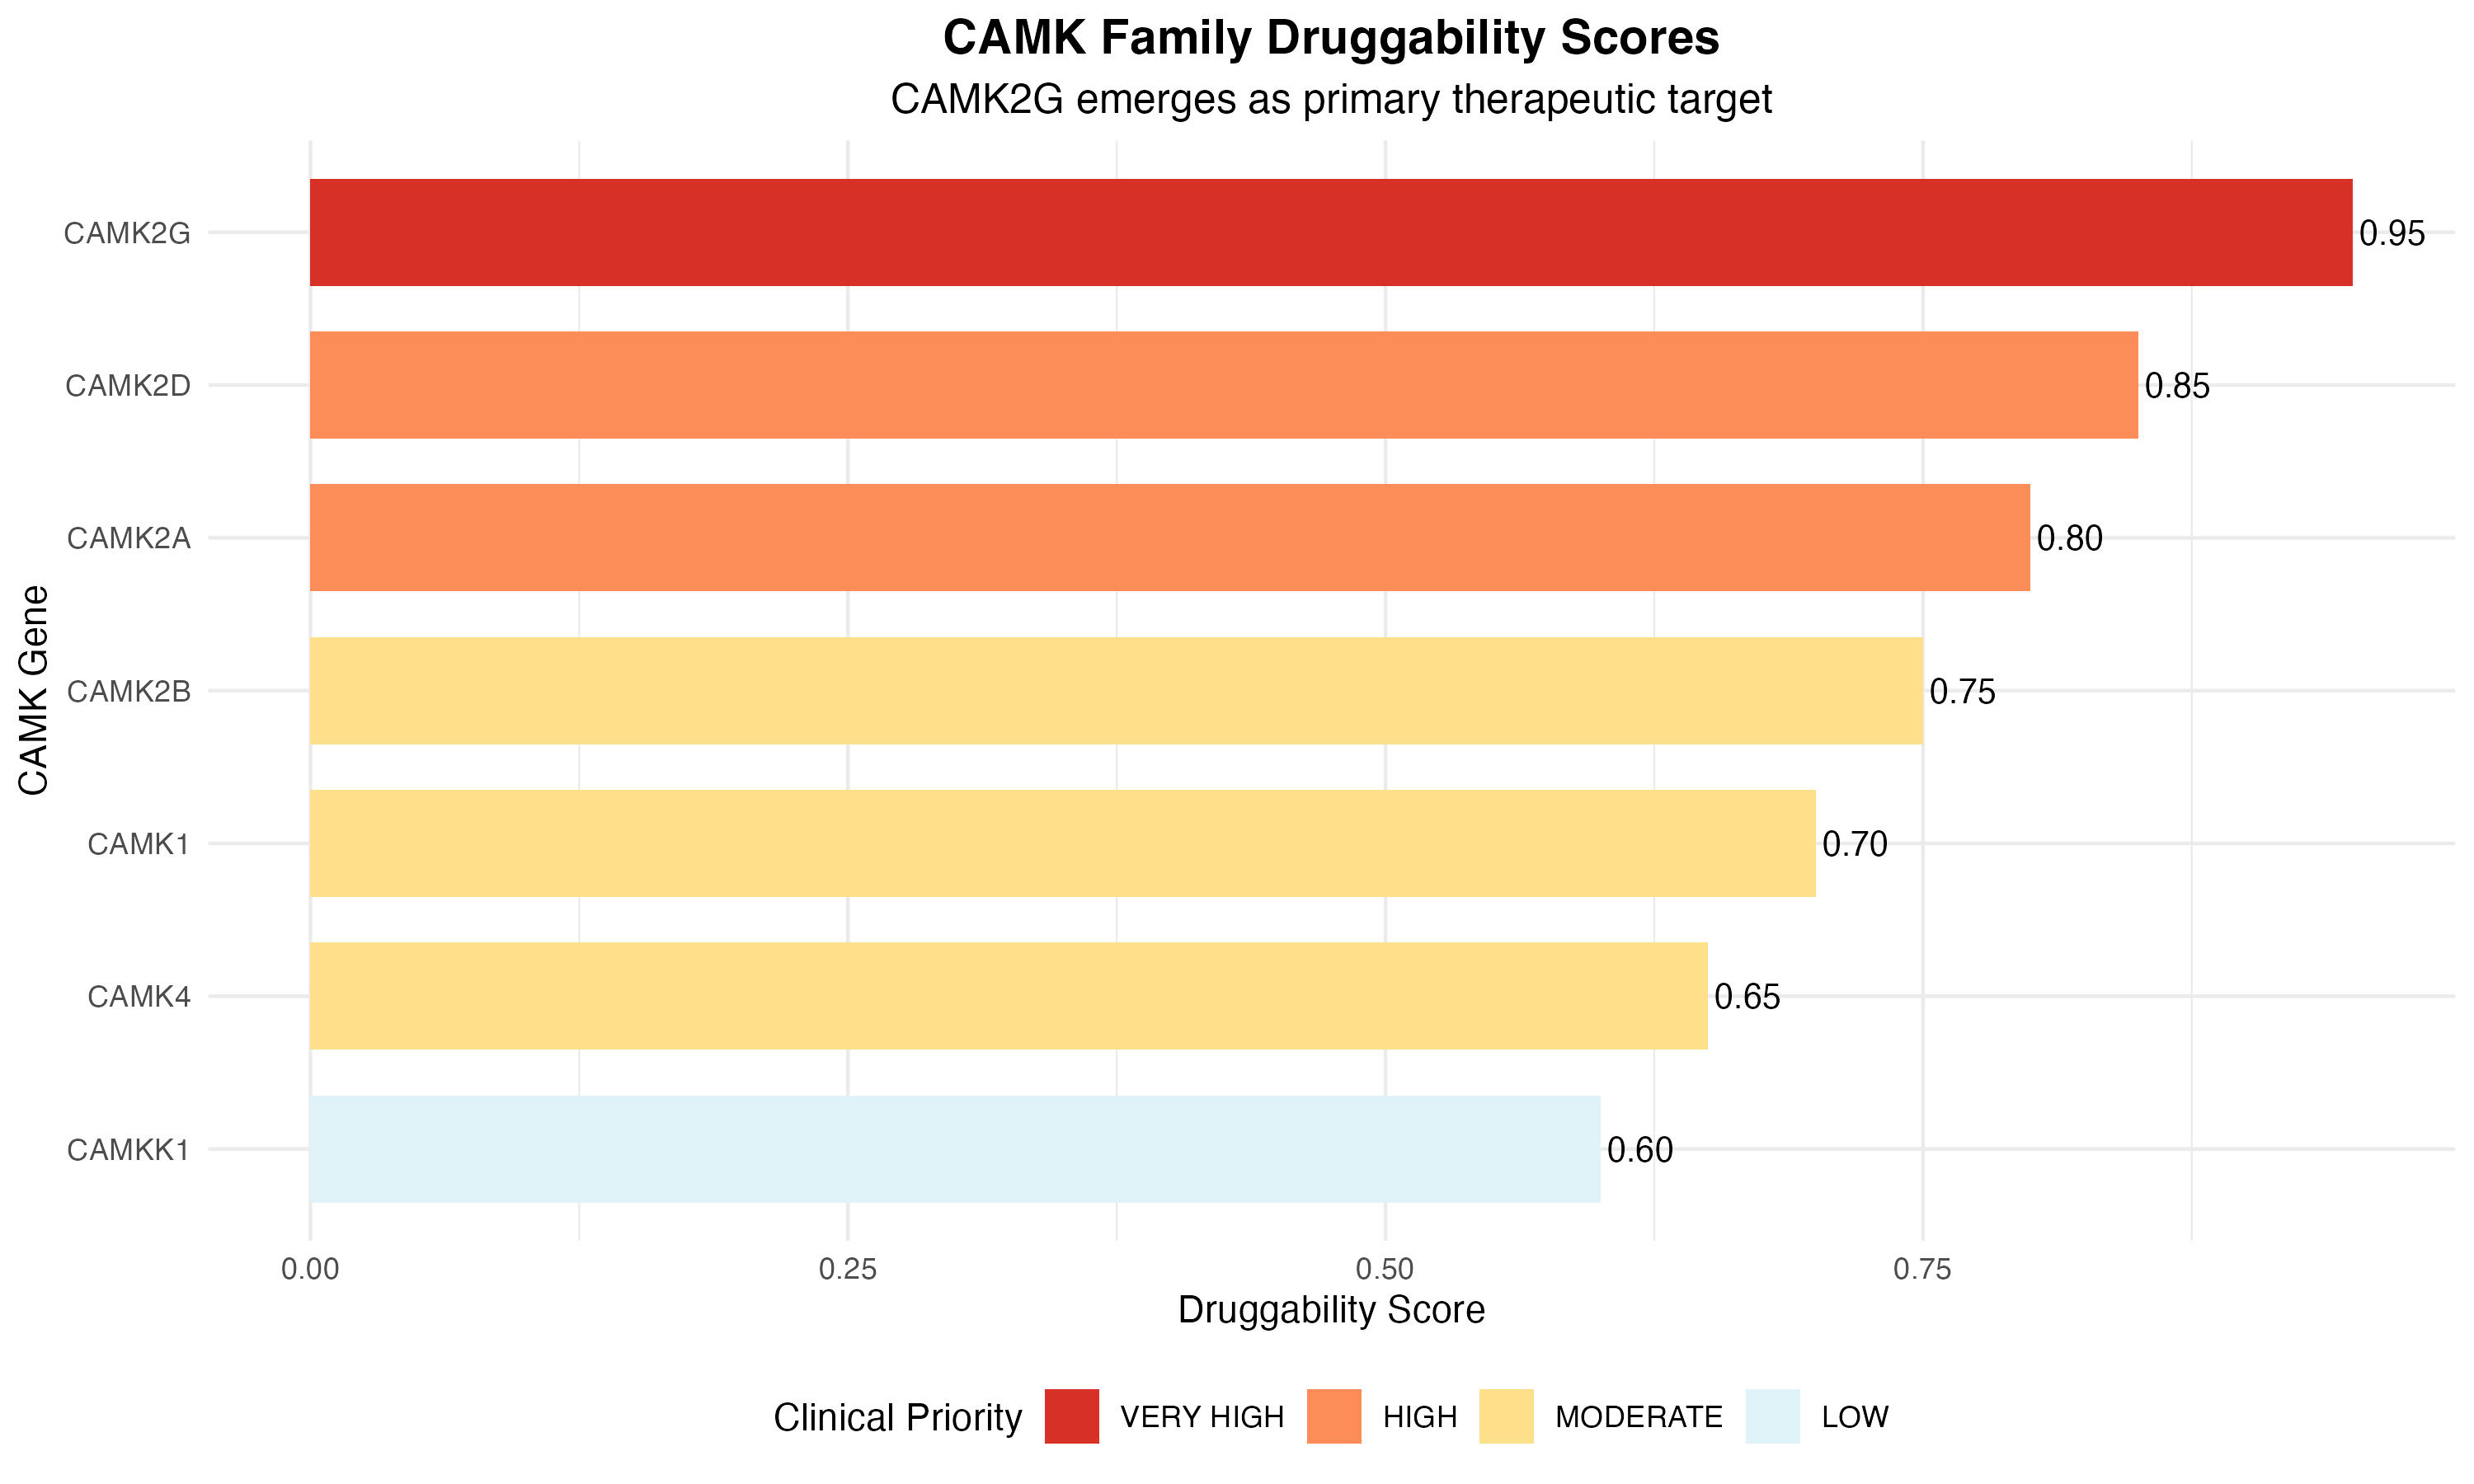 CAMK Family Druggability Scores
CAMK2G emerges as primary therapeutic target
CAMK Gene
CAMK2G 0.95
CAMK2D 0.85
CAMK2A 0.80
CAMK2B 0.75
CAMK1 0.70
CAMK4 0.65
CAMKK1 0.60
0.00 0.25 0.50 0.75
Druggability Score
Clinical Priority VERY HIGH HIGH MODERATE LOW